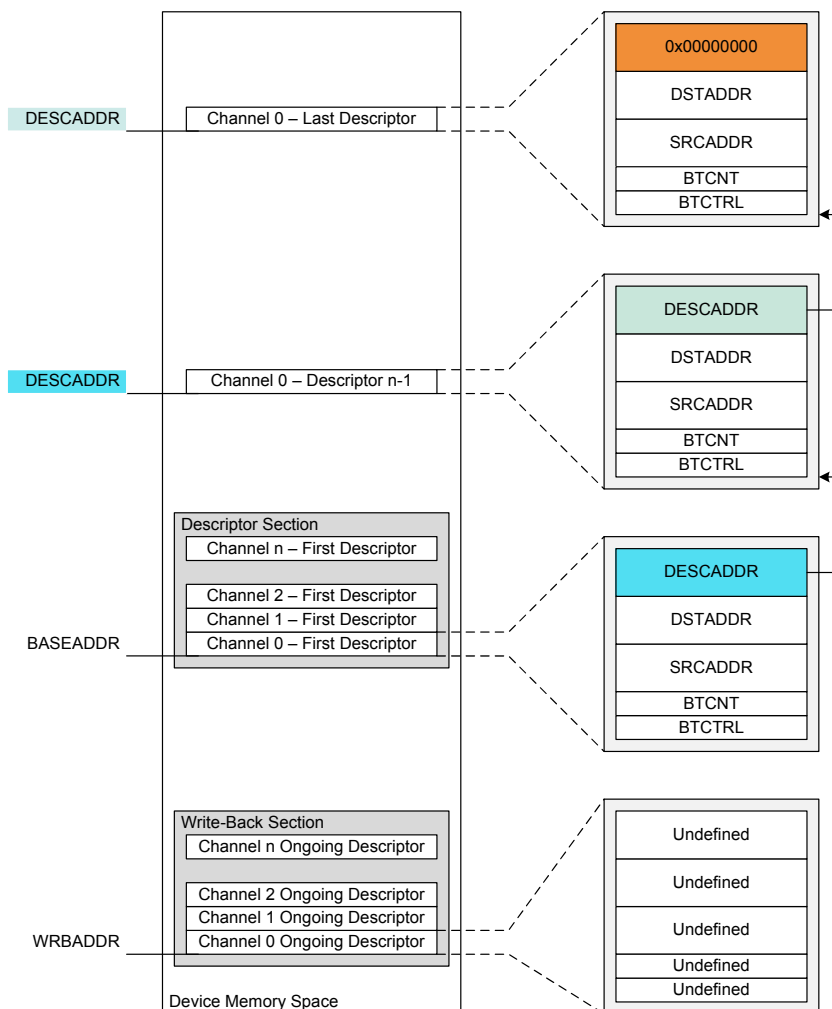 0x00000000
DSTADDR
SRCADDR
BTCNT
BTCTRL
DESCADDR
Channel 0 – Last Descriptor
DESCADDR
DSTADDR
SRCADDR
BTCNT
BTCTRL
DESCADDR
Channel 0 – Descriptor n-1
Descriptor Section
Channel n – First Descriptor
Channel 2 – First Descriptor
Channel 1 – First Descriptor
Channel 0 – First Descriptor
BASEADDR
DESCADDR
DSTADDR
SRCADDR
BTCNT
BTCTRL
Write-Back Section
Channel n Ongoing Descriptor
Channel 2 Ongoing Descriptor
Channel 1 Ongoing Descriptor
Channel 0 Ongoing Descriptor
WRBADDR
Undefined
Undefined
Undefined
Undefined
Undefined
Device Memory Space